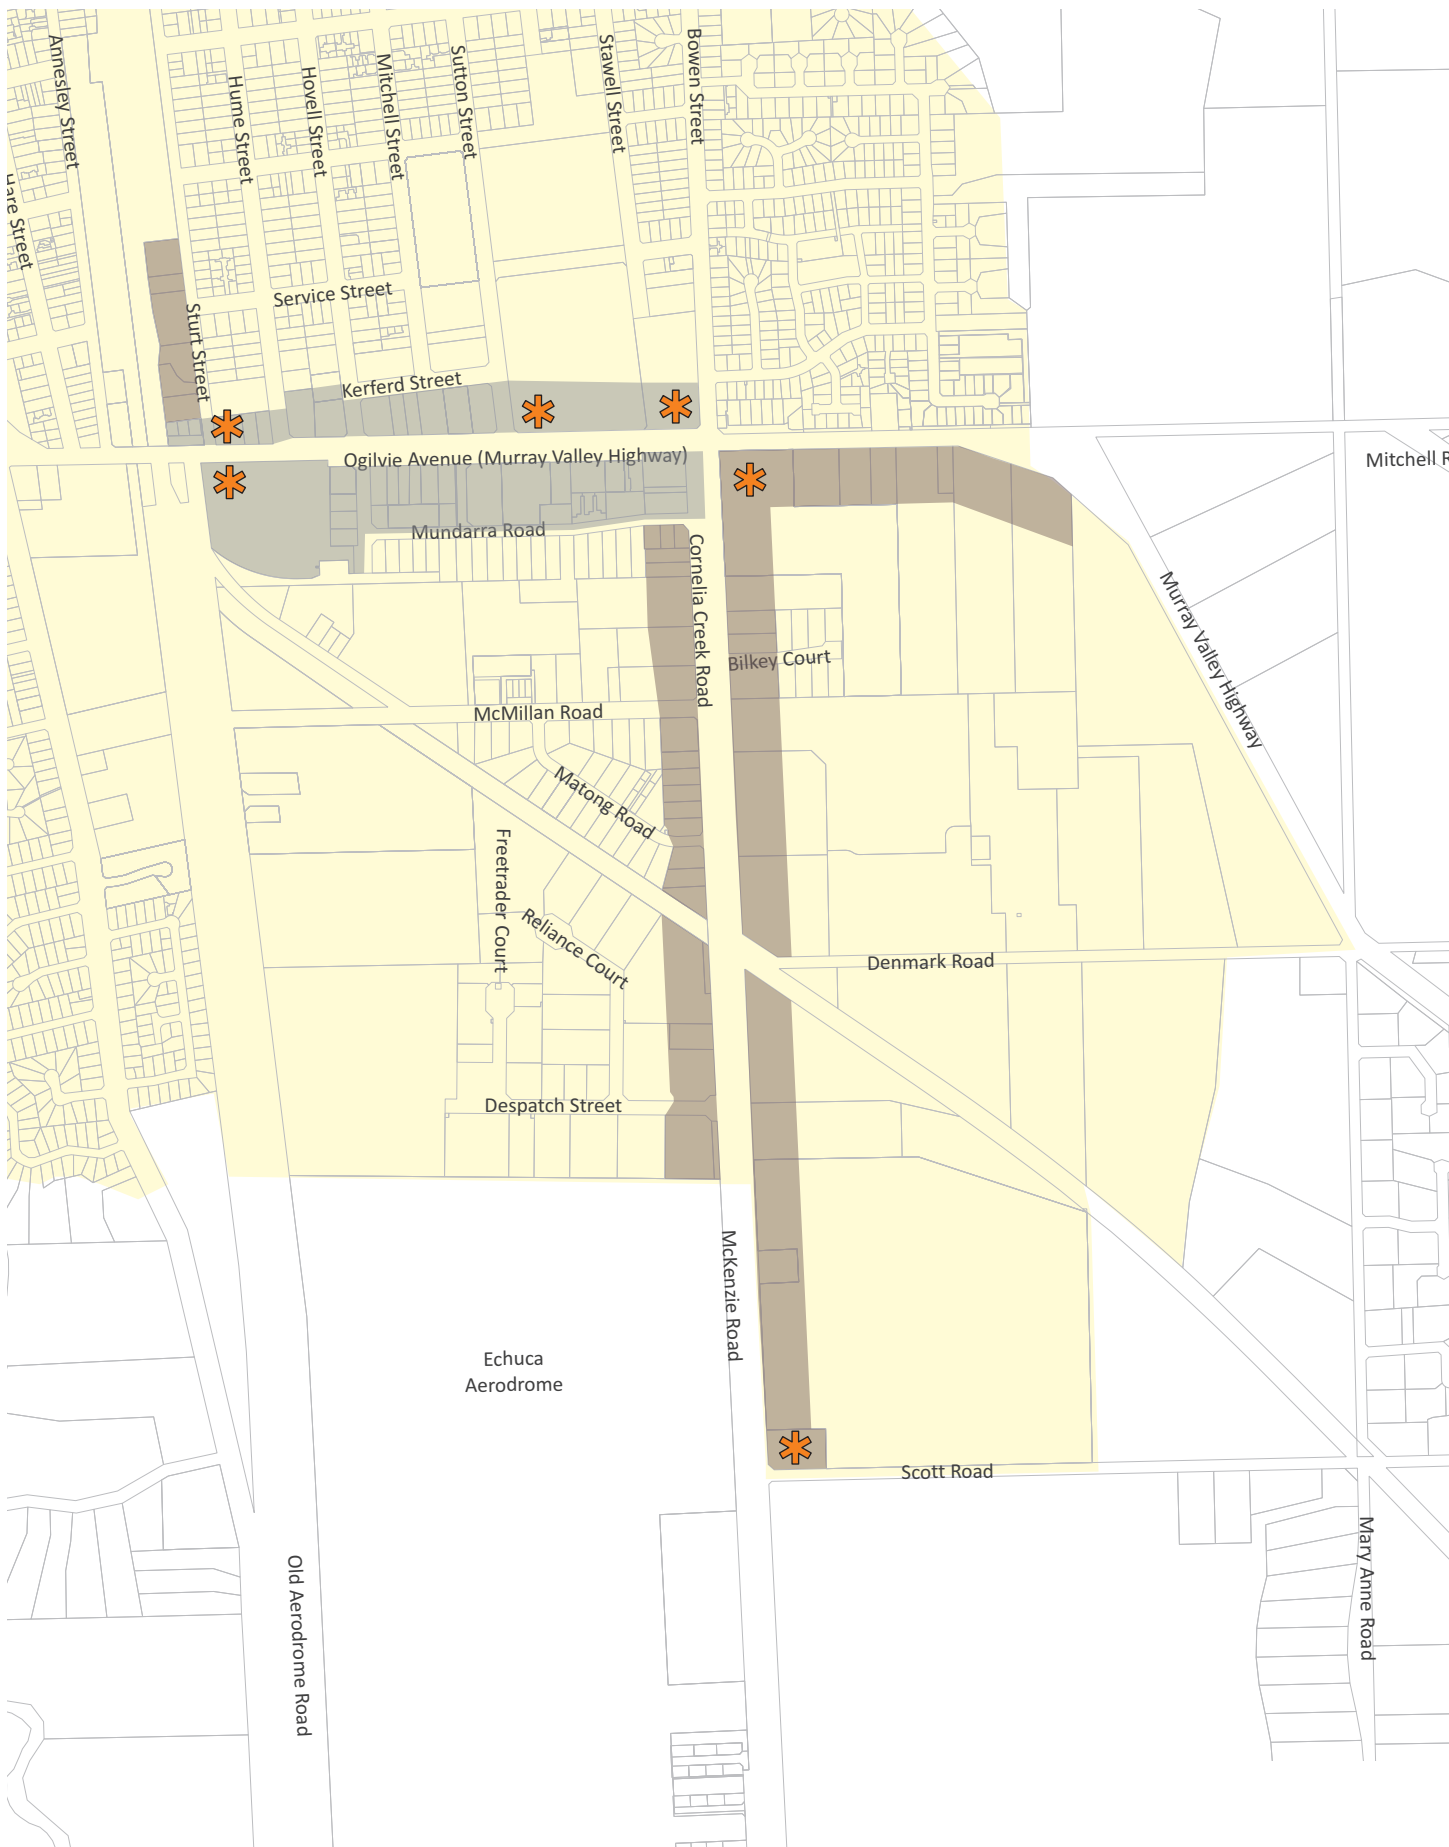 Annesley Street
Hare Street
Hume Street
Hovell Street
Mitchell Street
Sutton Street
Stawell Street
Bowen Street
Service Street
Sturt Street
Kerferd Street
Ogilvie Avenue (Murray Valley Highway)
Mitchell R
Mundarra Road
Cornelia Creek Road
Murray Valley Highway
Bilkey Court
McMillan Road
Matong Road
Freetrader Court
Reliance Court
Denmark Road
Despatch Street
McKenzie Road
Echuca
Aerodrome
Scott Road
Old Aerodrome Road
Mary Anne Road